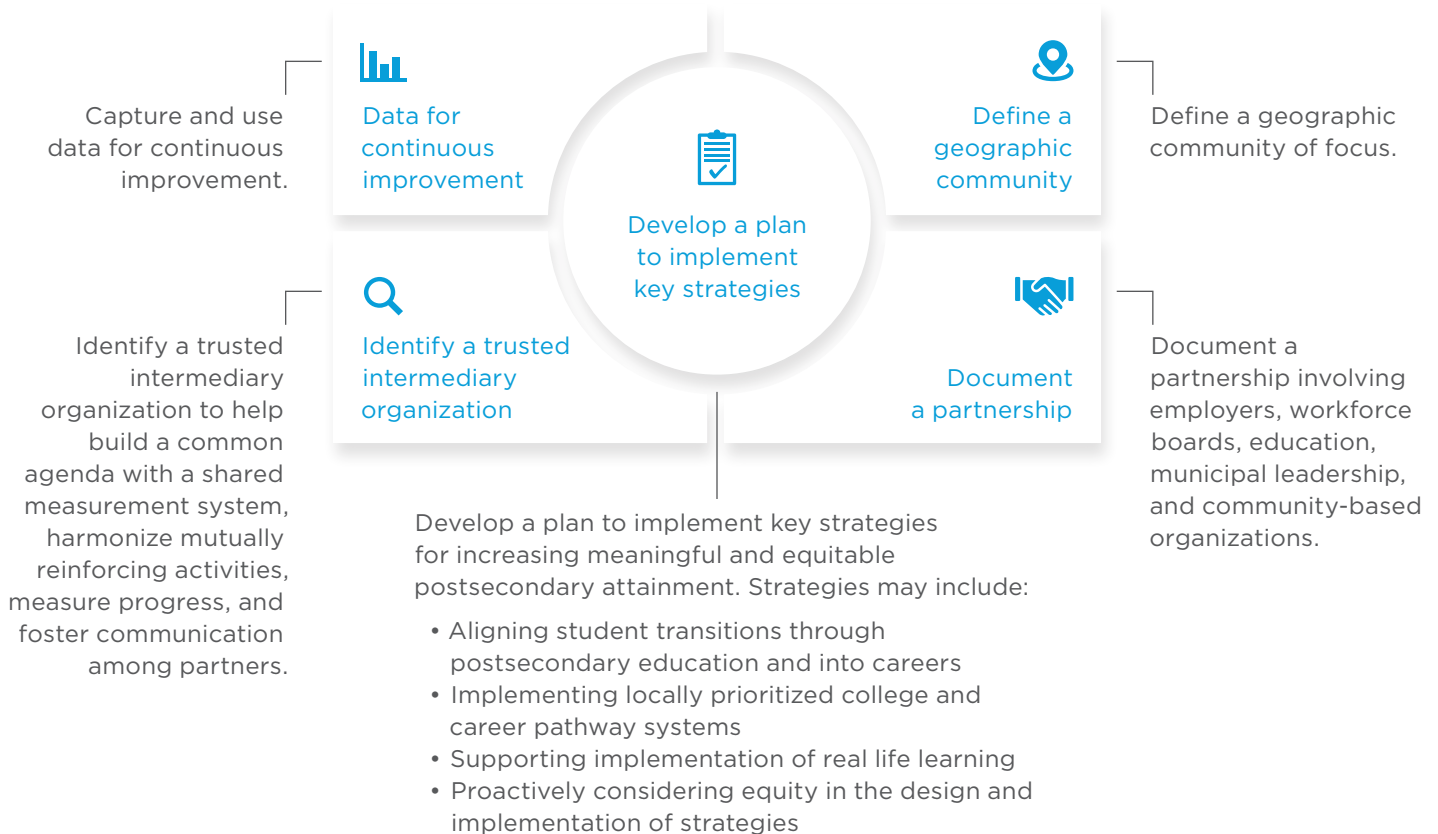 Capture and use
data for continuous
improvement.
Data for
continuous
improvement
Develop a plan
to implement
key strategies
Define a
geographic
community
Define a geographic
community of focus.
Identify a trusted
intermediary
organization to help
build a common
agenda with a shared
measurement system,
harmonize mutually
reinforcing activities,
measure progress, and
foster communication
among partners.
Identify a trusted
intermediary
organization
Document
a partnership
Document a
partnership involving
employers, workforce
boards, education,
municipal leadership,
and community-based
organizations.
Develop a plan to implement key strategies
for increasing meaningful and equitable
postsecondary attainment. Strategies may include:
• Aligning student transitions through
postsecondary education and into careers
• Implementing locally prioritized college and
career pathway systems
• Supporting implementation of real life learning
• Proactively considering equity in the design and
implementation of strategies